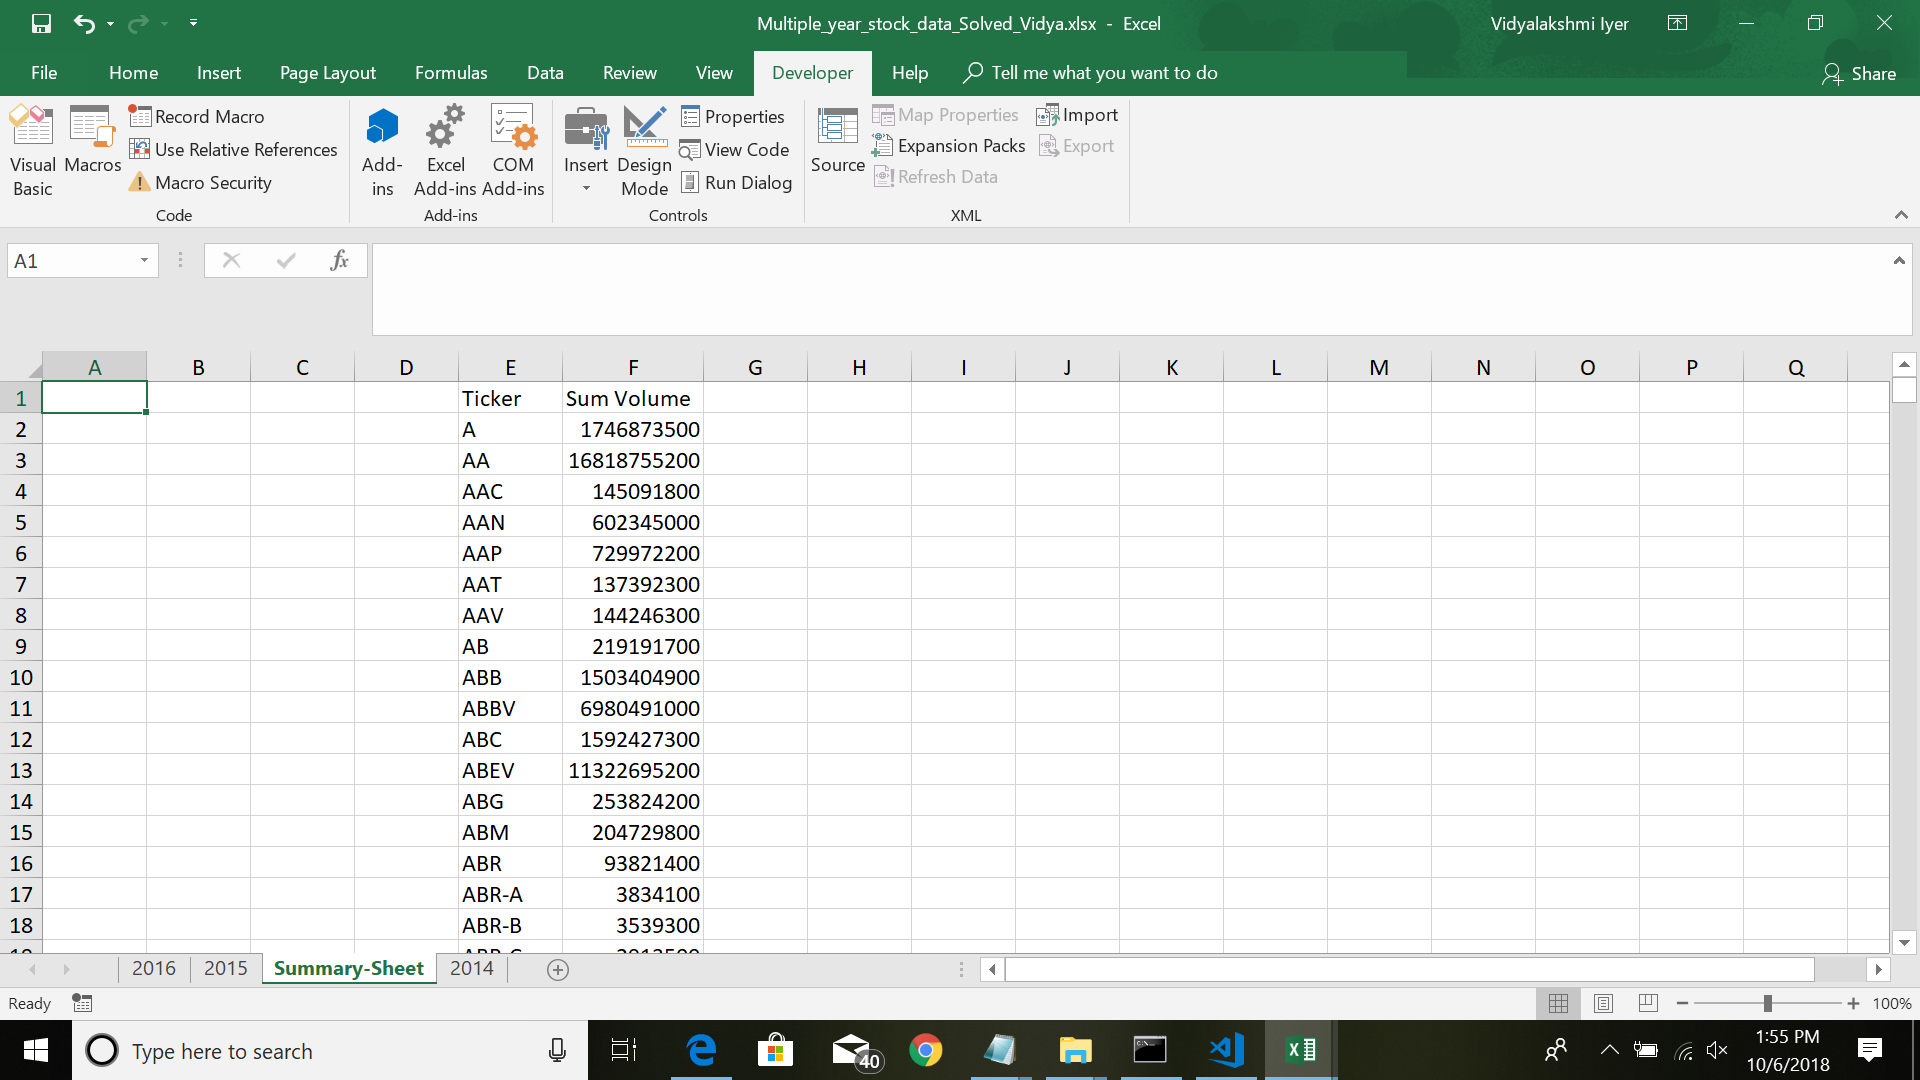 Multiple_year_stock_data_Solved_Vidya.xlsx - Excel
Vidyalakshmi Iyer
File Home Insert Page Layout Formulas Data Review View Developer Help Tell me what you want to do Share
Visual Basic
Macros
Record Macro
Use Relative References
Macro Security
Code
Add-ins
Excel Add-ins
COM Add-ins
Add-ins
Insert
Design Mode
Properties
View Code
Run Dialog
Controls
Source
Map Properties
Expansion Packs
Refresh Data
Import
Export
XML
A1
fx
A B C D E F G H I J K L M N O P Q
1 Ticker Sum Volume
2 A 1746873500
3 AA 16818755200
4 AAC 145091800
5 AAN 602345000
6 AAP 729972200
7 AAT 137392300
8 AAV 144246300
9 AB 219191700
10 ABB 1503404900
11 ABBV 6980491000
12 ABC 1592427300
13 ABEV 11322695200
14 ABG 253824200
15 ABM 204729800
16 ABR 93821400
17 ABR-A 3834100
18 ABR-B 3539300
2016 2015 Summary-Sheet 2014
Ready
100%
Type here to search
40
1:55 PM
10/6/2018